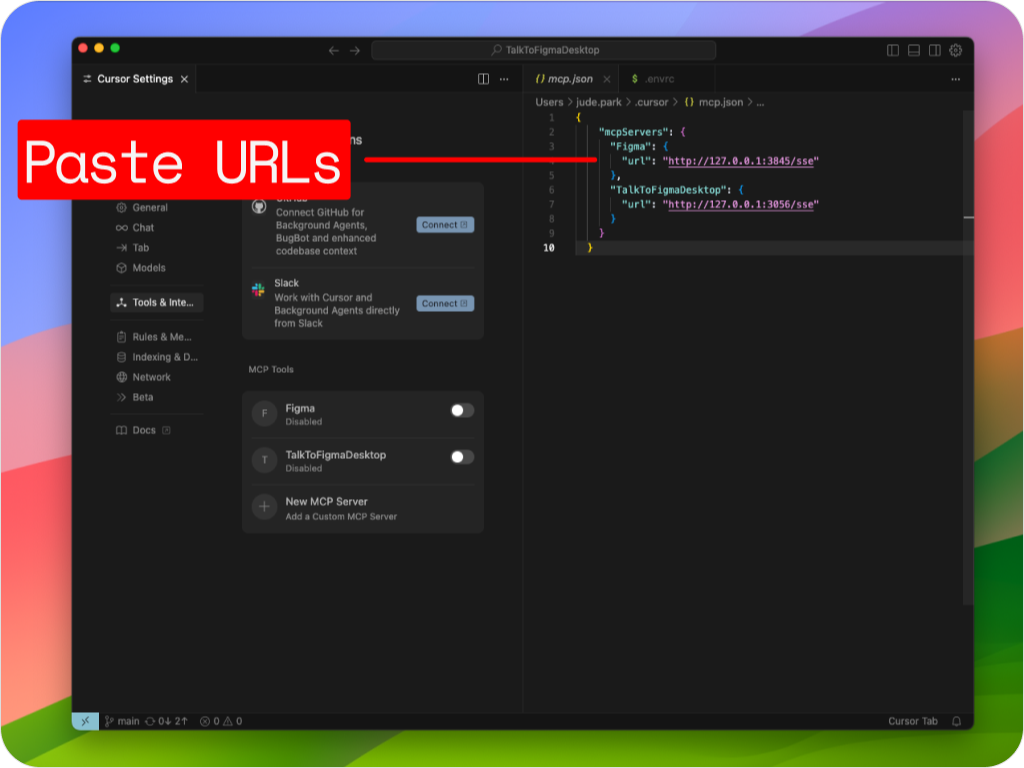 TalkToFigmaDesktop
Cursor Settings
mcp.json
$ .envrc
Users > jude.park > .cursor > {} mcp.json > ...
Paste URLs
General
Chat
Tab
Models
Tools & Inte...
Rules & Me...
Indexing & D...
Network
Beta
Docs
Connect GitHub for
Background Agents,
BugBot and enhanced
codebase context
Connect
Slack
Work with Cursor and
Background Agents directly
from Slack
Connect
MCP Tools
F
Figma
Disabled
T
TalkToFigmaDesktop
Disabled
New MCP Server
Add a Custom MCP Server
1 {
2 "mcpServers": {
3 "Figma": {
"url": "http://127.0.0.1:3845/sse"
5 },
6 "TalkToFigmaDesktop": {
7 "url": "http://127.0.0.1:3056/sse"
8 }
9 }
10 }
main 0↓ 2↑ 0 0
Cursor Tab